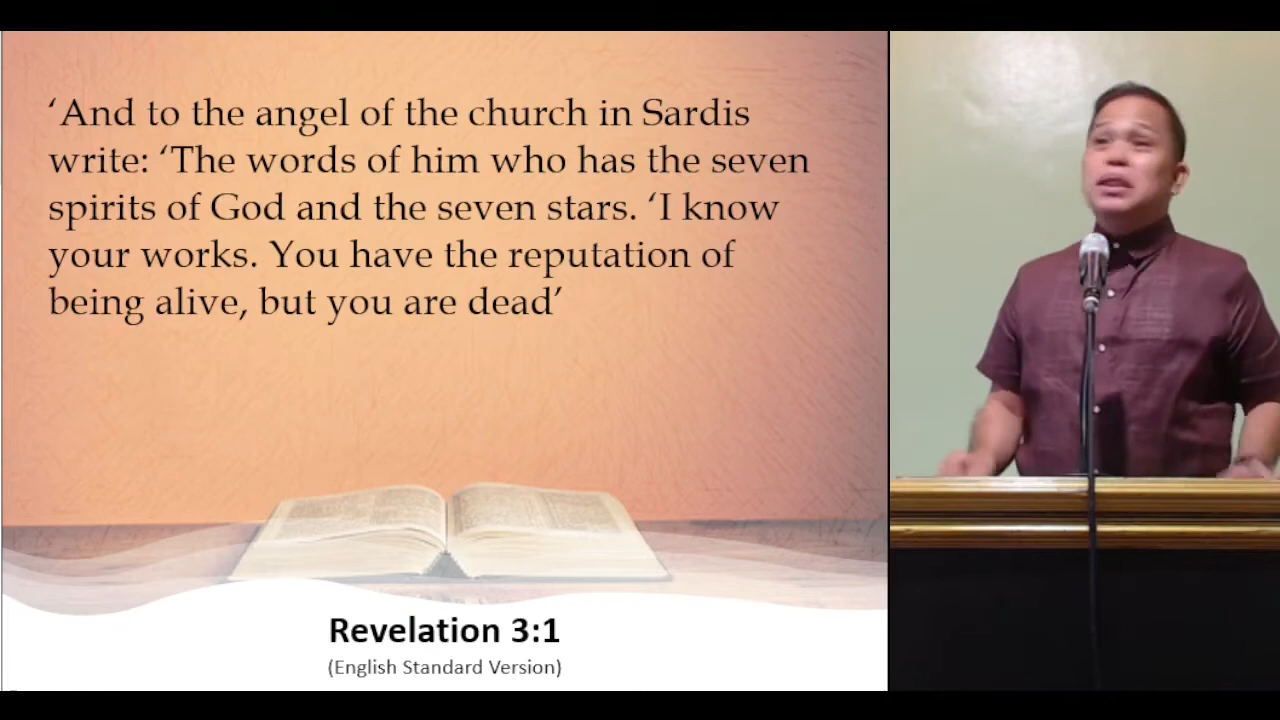 ‘And to the angel of the church in Sardis
write: ‘The words of him who has the seven
spirits of God and the seven stars. ‘I know
your works. You have the reputation of
being alive, but you are dead’
Revelation 3:1
(English Standard Version)